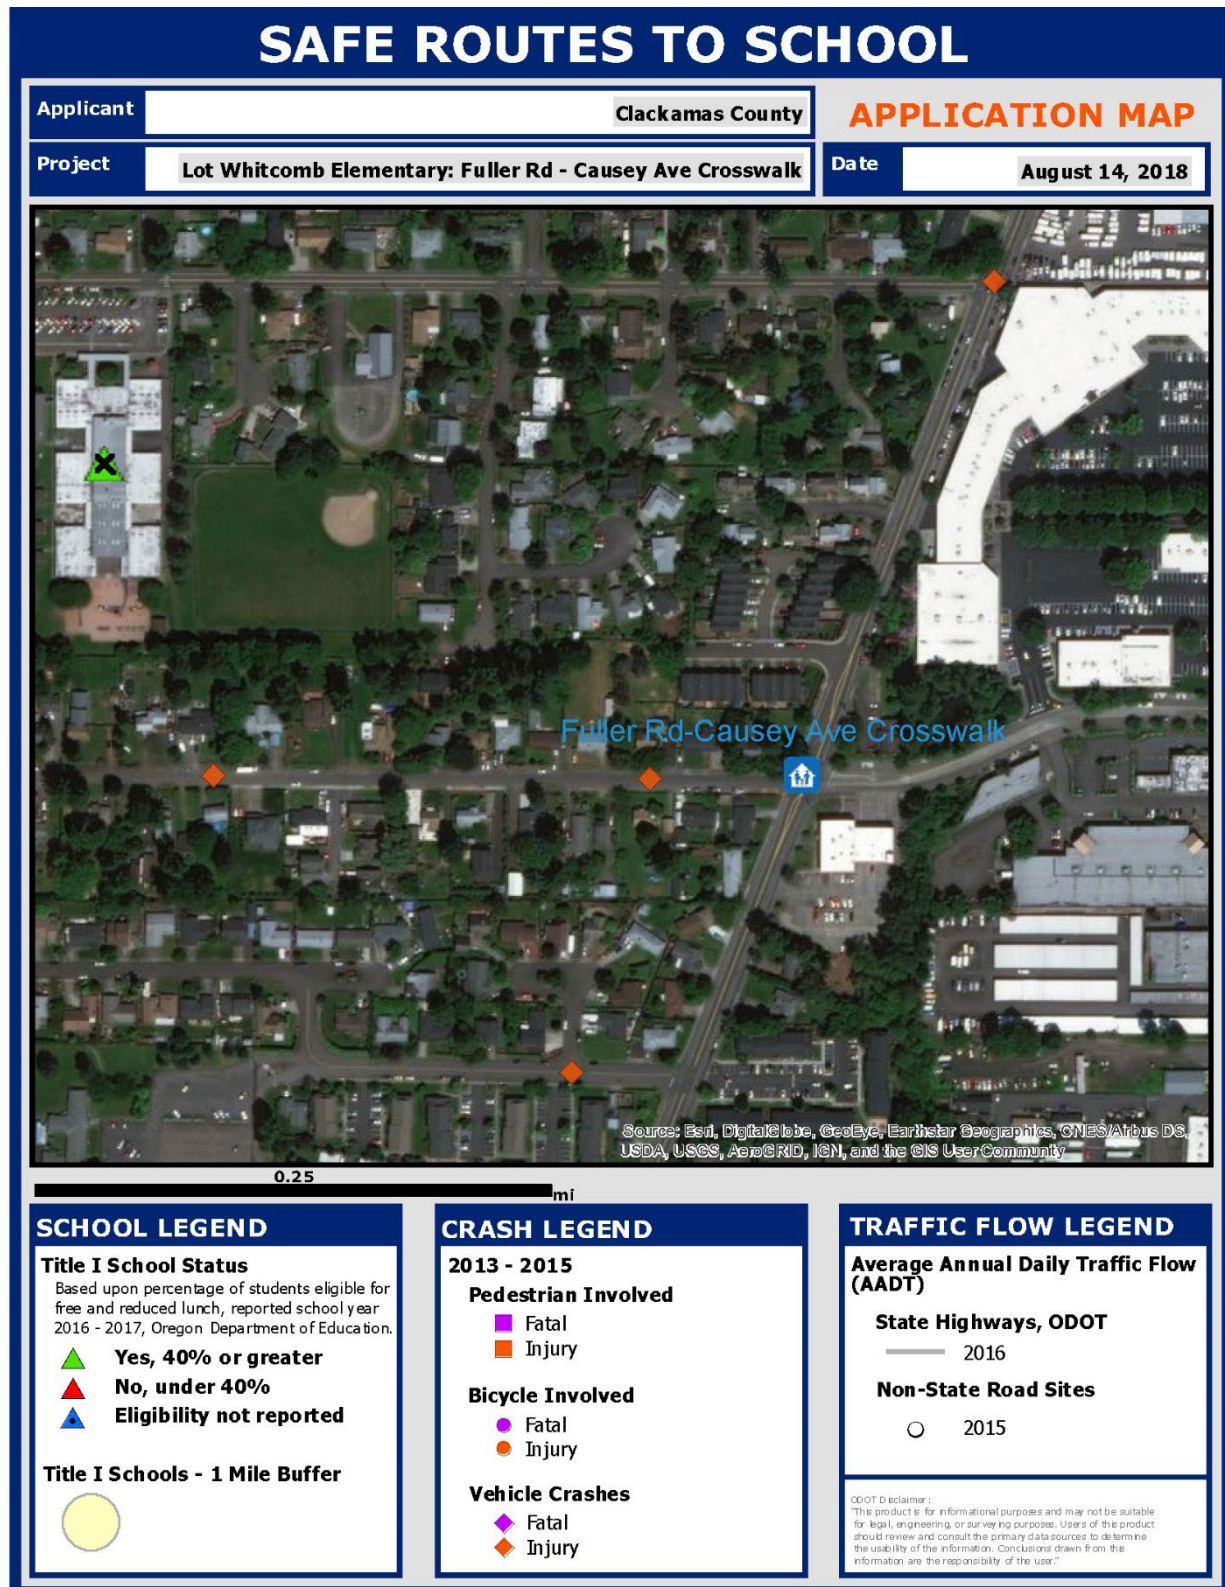 SAFE ROUTES TO SCHOOL
Applicant
Clackamas County
APPLICATION MAP
Project
Lot Whitcomb Elementary: Fuller Rd - Causey Ave Crosswalk
Date
August 14, 2018
Fuller Rd-Causey Ave Crosswalk
Source: Esri, DigitalGlobe, GeoEye, Earthstar Geographics, CNES/Airbus DS,
USDA, USGS, AeroGRID, IGN, and the GIS User Community
0.25
mi
SCHOOL LEGEND
Title I School Status
Based upon percentage of students eligible for
free and reduced lunch, reported school year
2016 - 2017, Oregon Department of Education.
Yes, 40% or greater
No, under 40%
Eligibility not reported
Title I Schools - 1 Mile Buffer
CRASH LEGEND
2013 - 2015
Pedestrian Involved
Fatal
Injury
Bicycle Involved
Fatal
Injury
Vehicle Crashes
Fatal
Injury
TRAFFIC FLOW LEGEND
Average Annual Daily Traffic Flow
(AADT)
State Highways, ODOT
2016
Non-State Road Sites
2015
ODOT Disclaimer:
"This product is for informational purposes and may not be suitable
for legal, engineering, or surveying purposes. Users of this product
should review and consult the primary data sources to determine
the usability of the information. Conclusions drawn from this
information are the responsibility of the user."